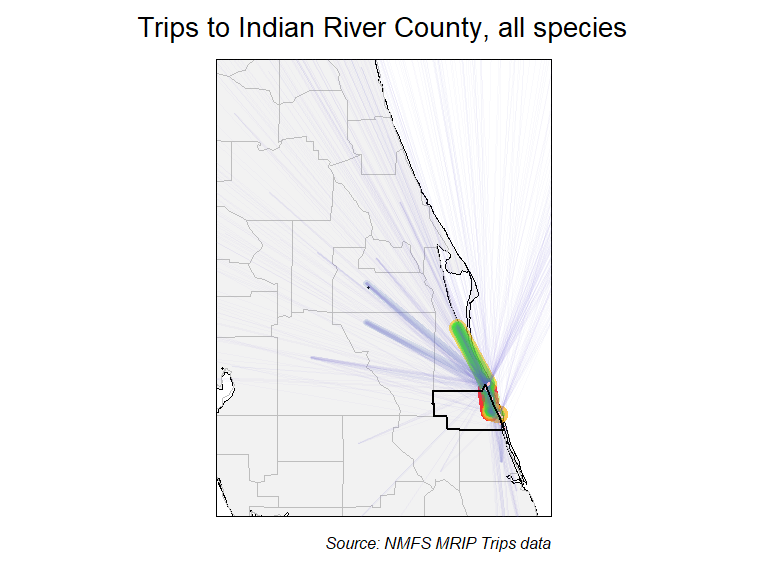 Trips to Indian River County, all species
Source: NMFS MRIP Trips data